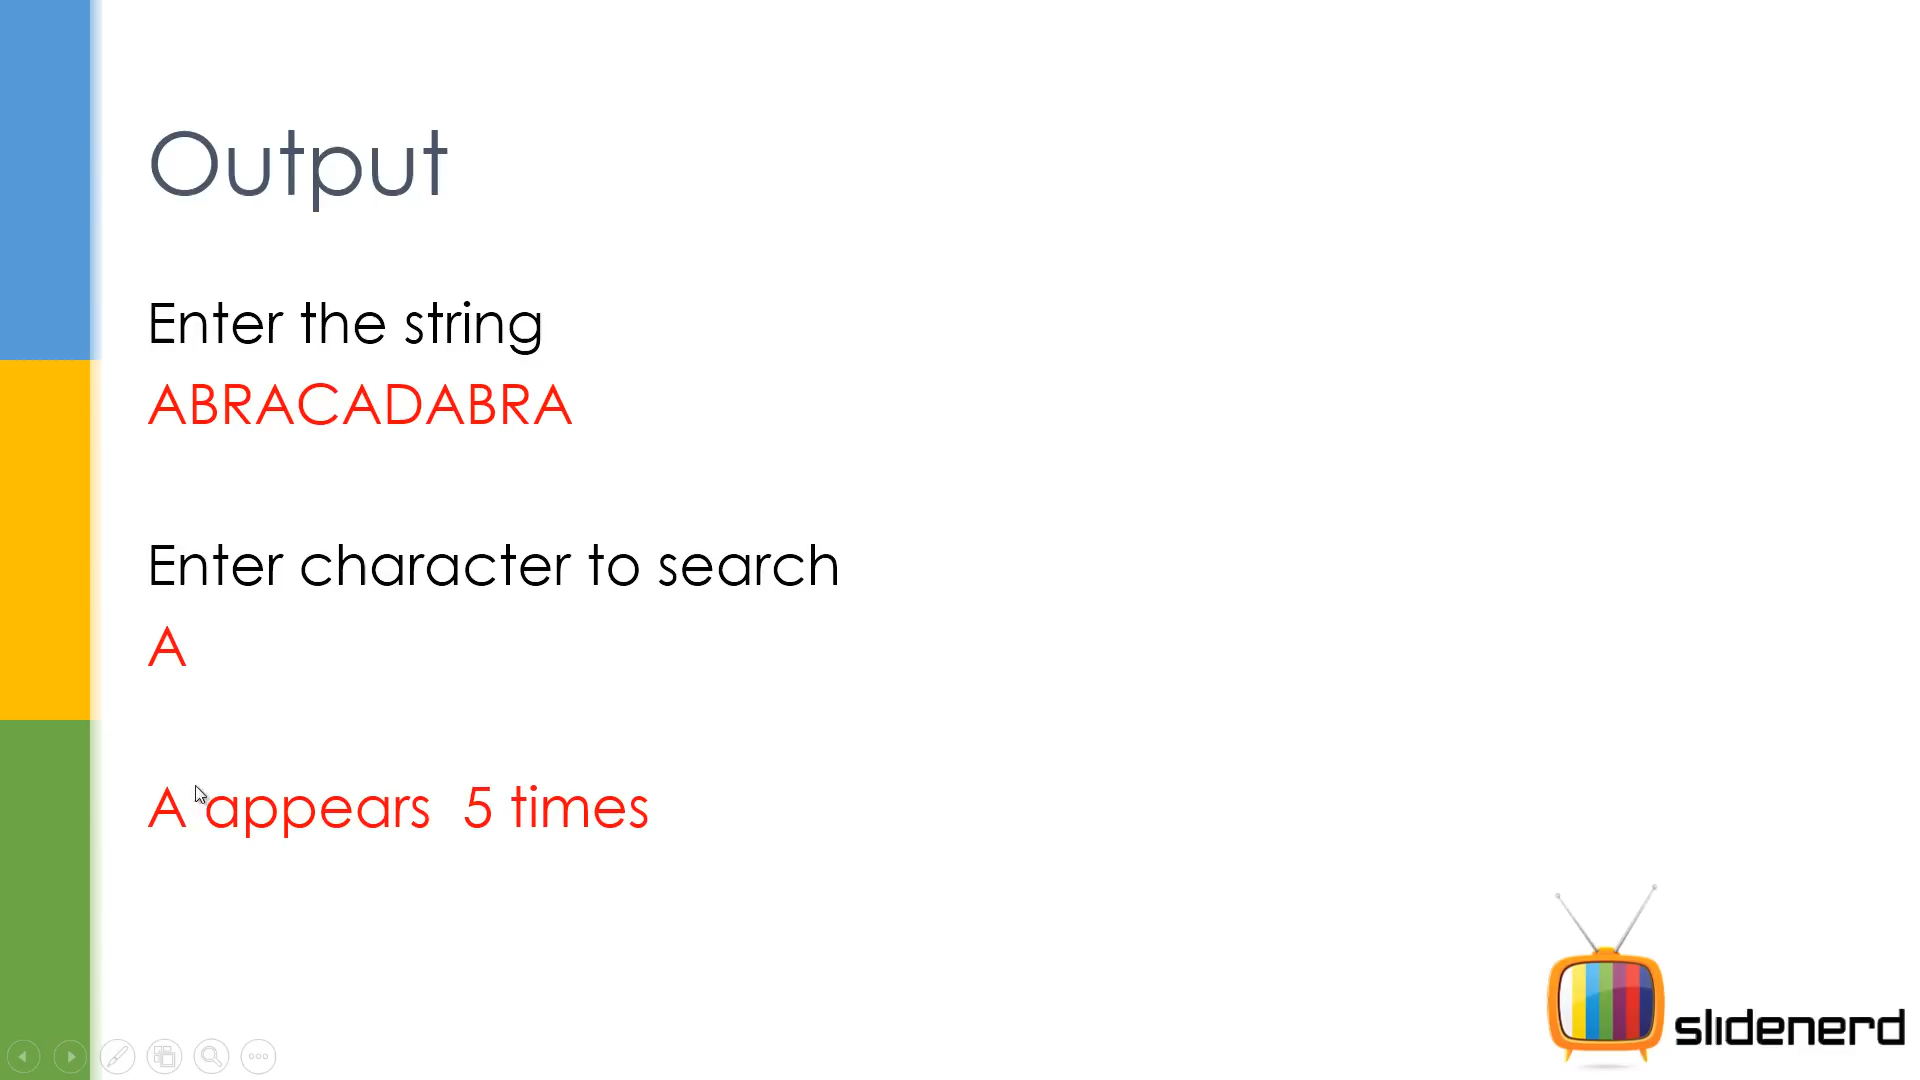 Output
Enter the string
ABRACADABRA
Enter character to search
A
A appears  5 times
slidenerd